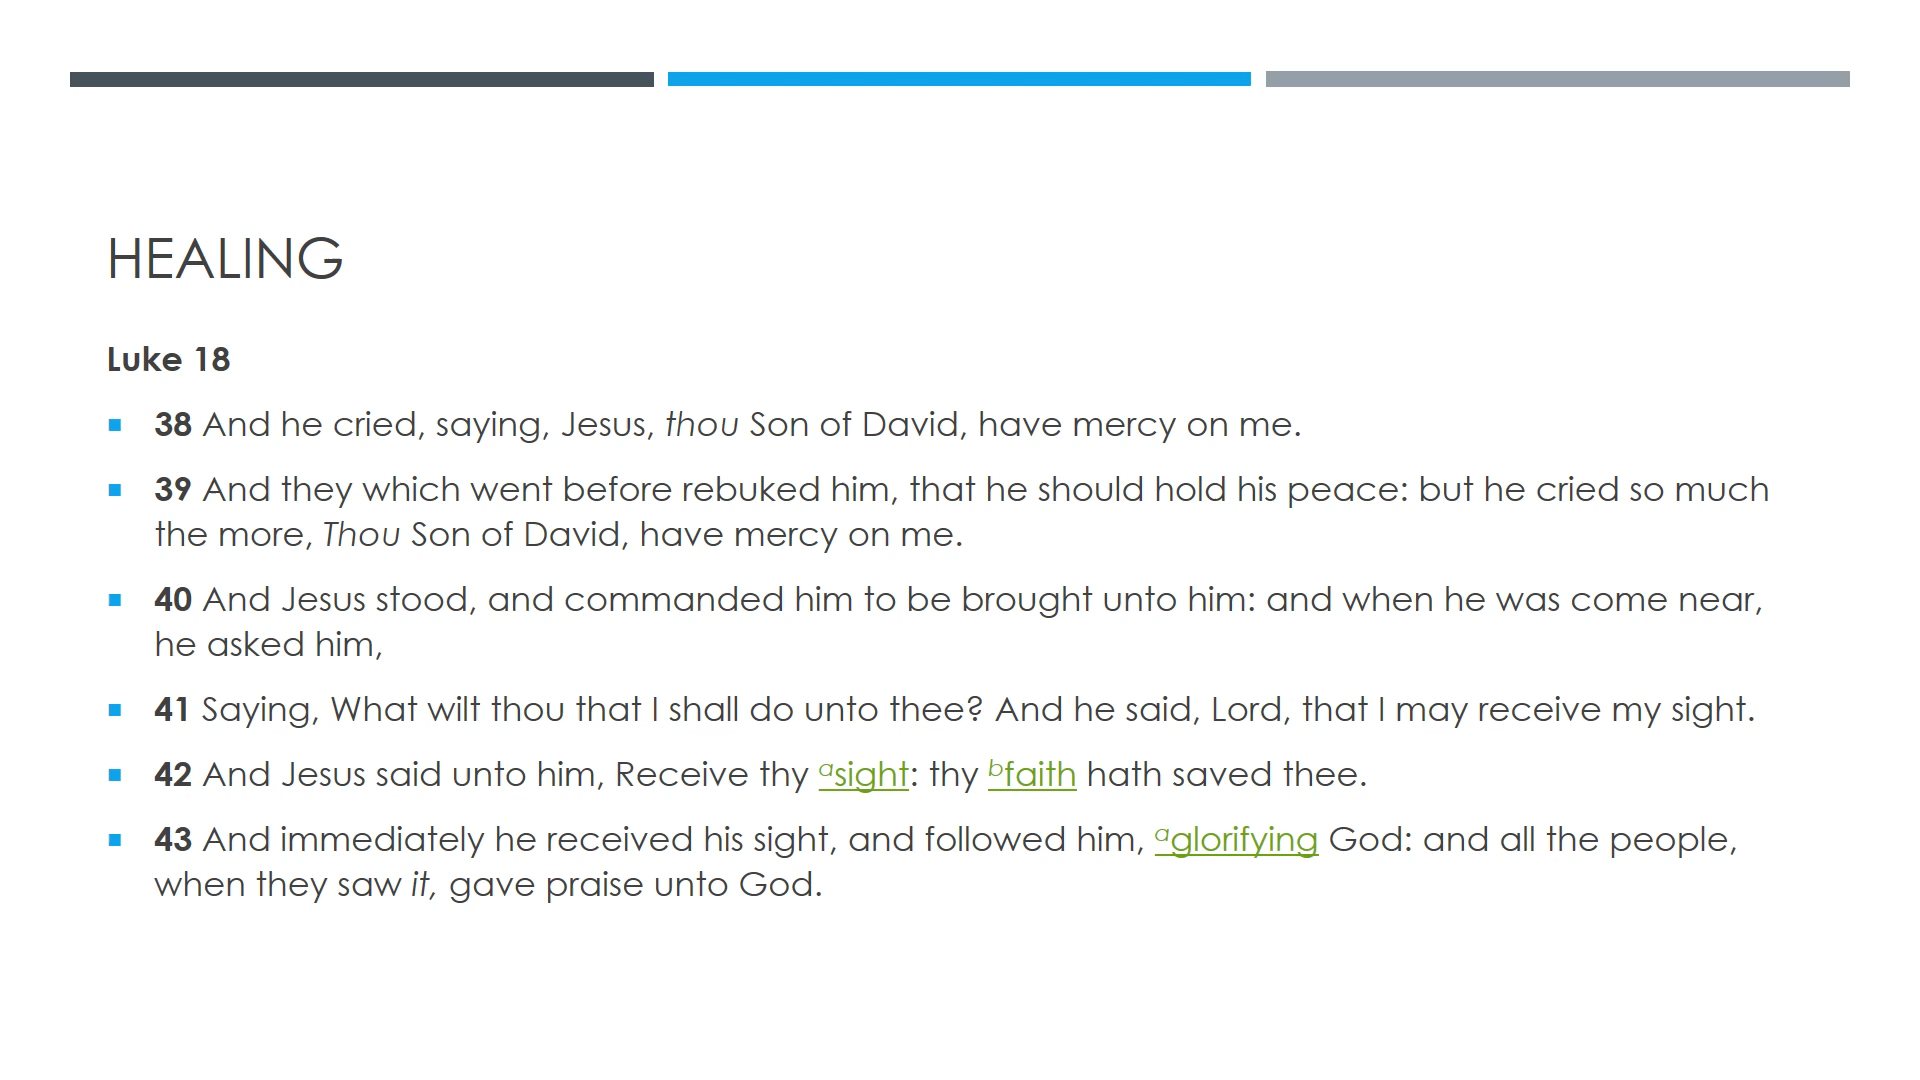 HEALING
Luke 18
38 And he cried, saying, Jesus, thou Son of David, have mercy on me.
39 And they which went before rebuked him, that he should hold his peace: but he cried so much
the more, Thou Son of David, have mercy on me.
40 And Jesus stood, and commanded him to be brought unto him: and when he was come near,
he asked him,
41 Saying, What wilt thou that I shall do unto thee? And he said, Lord, that I may receive my sight.
42 And Jesus said unto him, Receive thy asight: thy bfaith hath saved thee.
43 And immediately he received his sight, and followed him, aglorifying God: and all the people,
when they saw it, gave praise unto God.